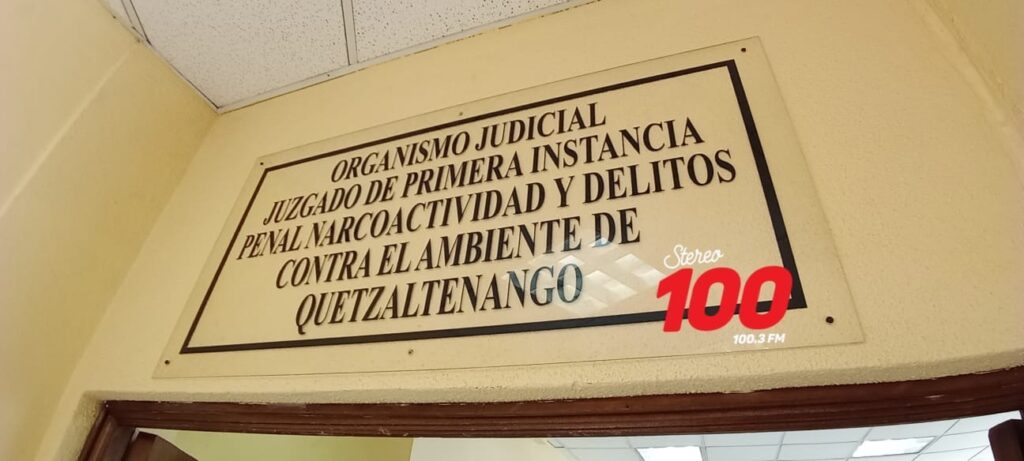 ORGANISMO JUDICIAL
JUZGADO DE PRIMERA INSTANCIA
PENAL NARCOACTIVIDAD Y DELITOS
CONTRA EL AMBIENTE DE
QUETZALTENANGO
Stereo
100
100.3 FM